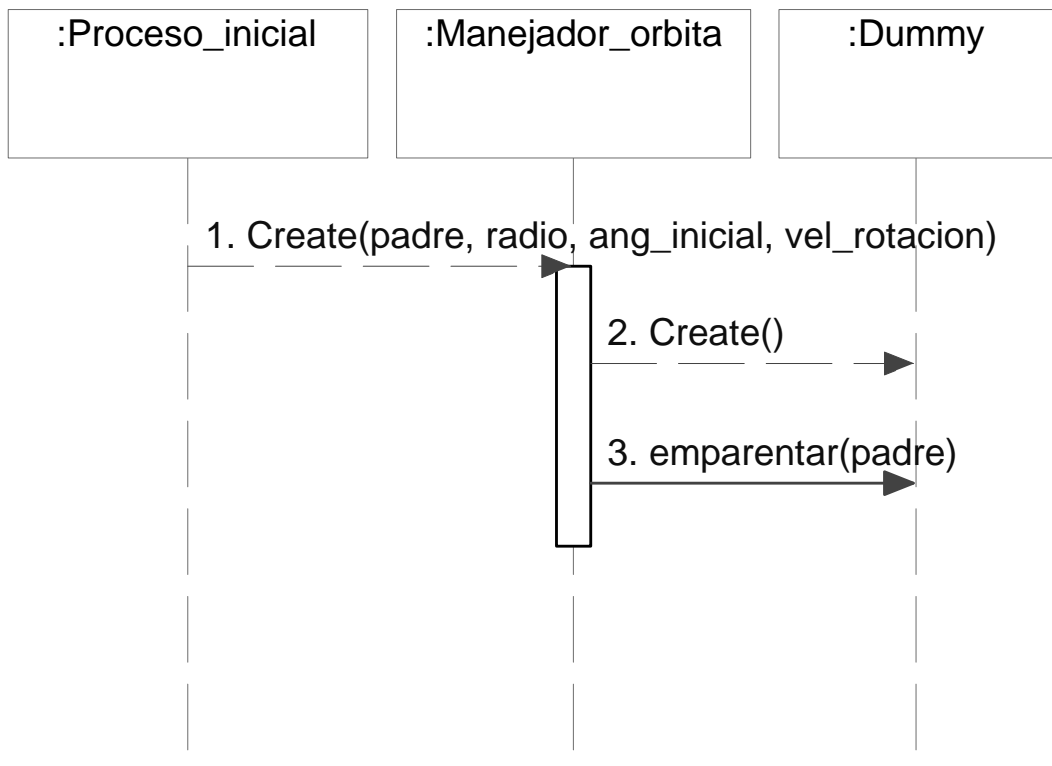 :Proceso_inicial
:Manejador_orbita
:Dummy
1. Create(padre, radio, ang_inicial, vel_rotacion)
2. Create()
3. emparentar(padre)